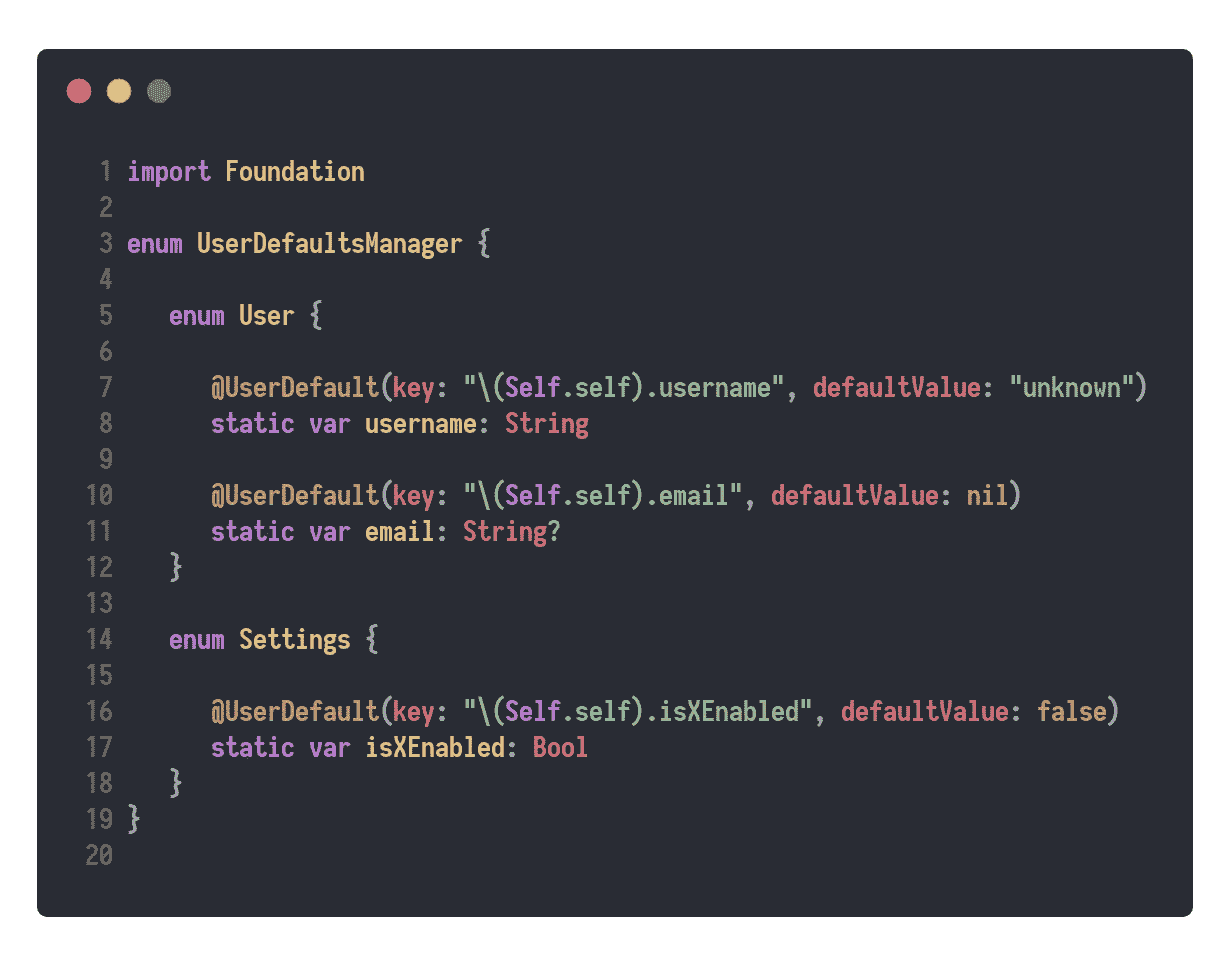 1 import Foundation
2
3 enum UserDefaultsManager {
4
5    enum User {
6
7       @UserDefault(key: "\(Self.self).username", defaultValue: "unknown")
8       static var username: String
9
10       @UserDefault(key: "\(Self.self).email", defaultValue: nil)
11       static var email: String?
12    }
13
14    enum Settings {
15
16       @UserDefault(key: "\(Self.self).isXEnabled", defaultValue: false)
17       static var isXEnabled: Bool
18    }
19 }
20